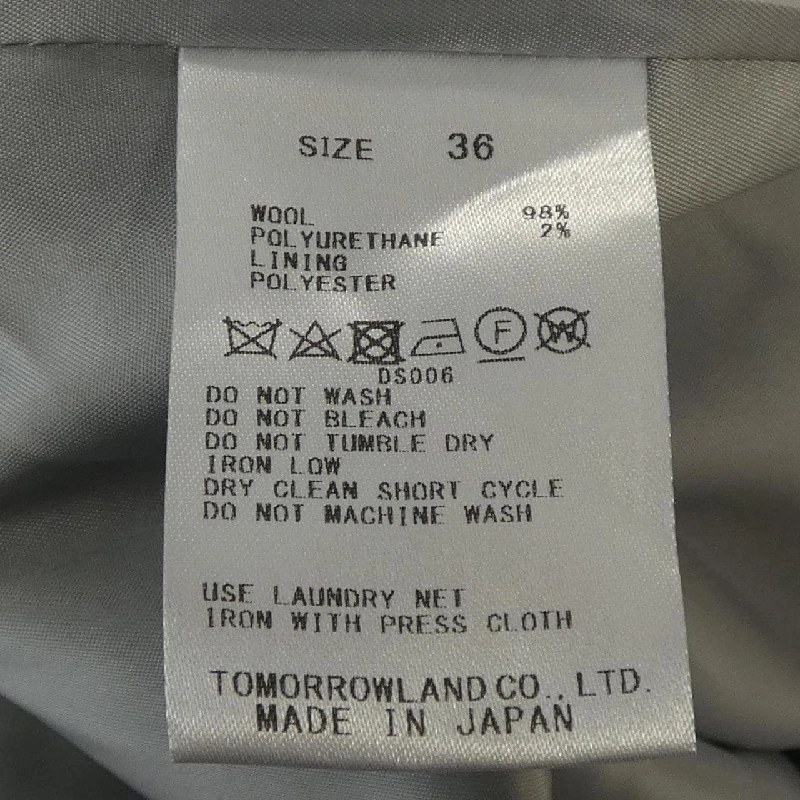 SIZE 36
WOOL 98%
POLYURETHANE 2%
LINING
POLYESTER
F W
DS006
DO NOT WASH
DO NOT BLEACH
DO NOT TUMBLE DRY
IRON LOW
DRY CLEAN SHORT CYCLE
DO NOT MACHINE WASH
USE LAUNDRY NET
IRON WITH PRESS CLOTH
TOMORROWLAND CO., LTD.
MADE IN JAPAN